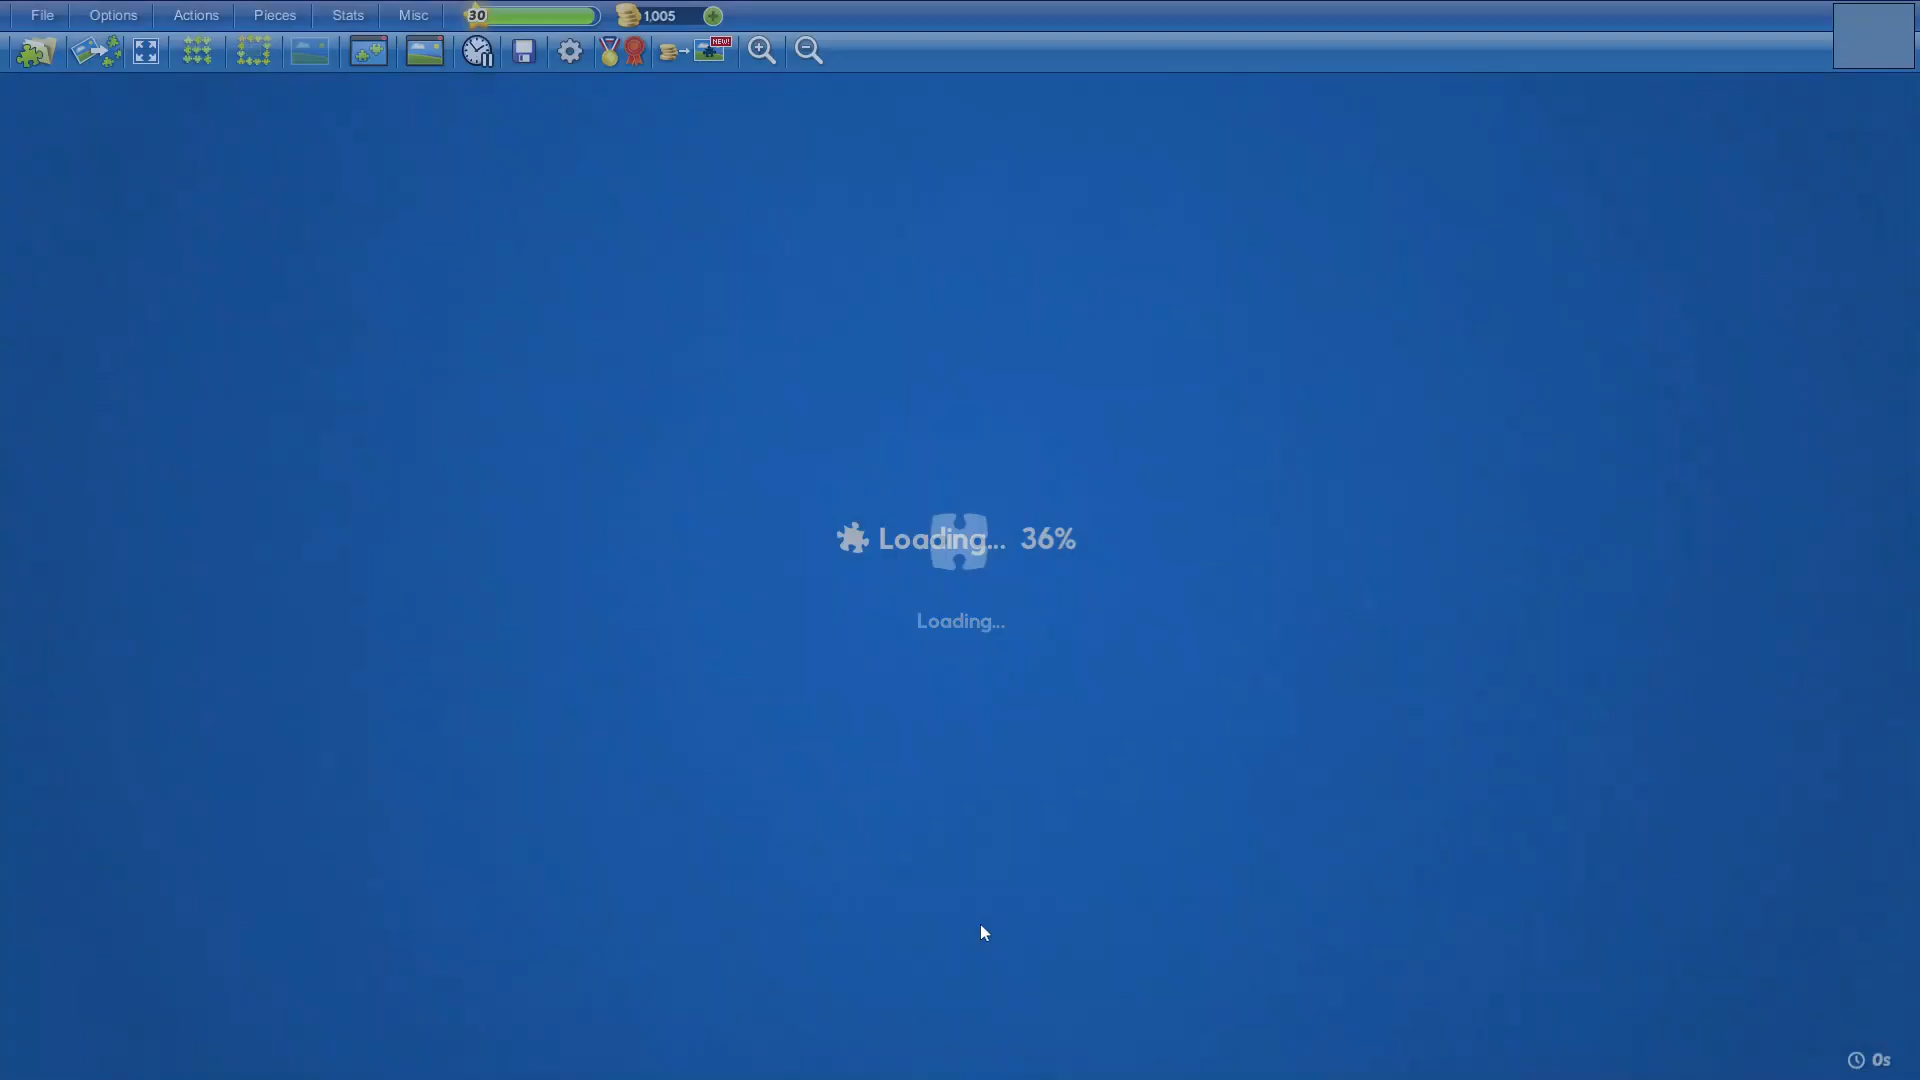 File Options Actions Pieces Stats Misc 30 1,005
NEW!
Loading... 36%
Loading...
0s